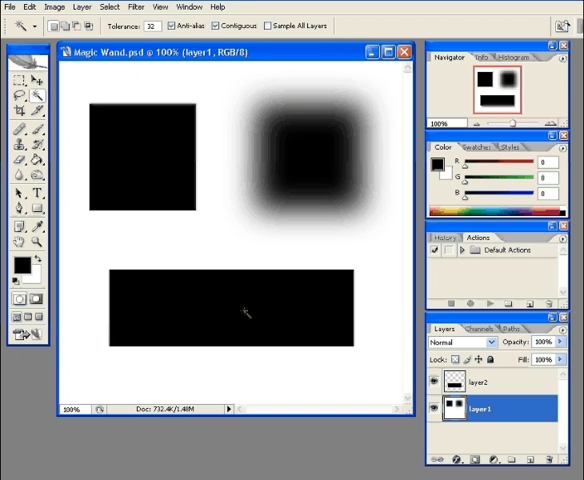 File Edit Image Layer Select Filter View Window Help
Tolerance: 32 Anti-alias Contiguous Sample All Layers
Magic Wand.psd @ 100% (layer1, RGB/8)
Navigator Info Histogram
100%
Color Swatches Styles
R 0
G 0
B 0
History Actions
Default Actions
Layers Channels Paths
Normal Opacity: 100%
Lock: Fill: 100%
layer2
layer1
100% Doc: 732.4K/1.48M